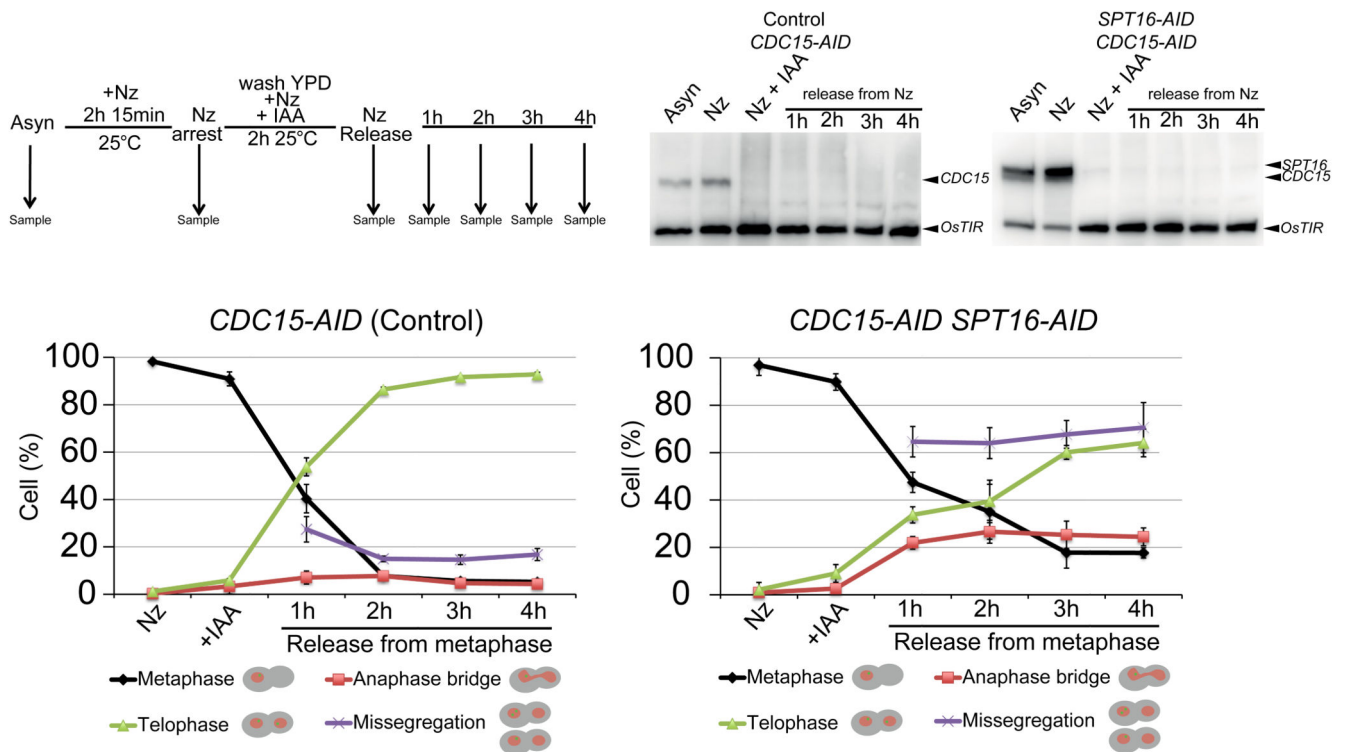 Asyn
+Nz
2h 15min
25°C
Nz
arrest
wash YPD
+Nz
+ IAA
2h 25°C
Nz
Release
1h 2h 3h 4h
Sample Sample Sample Sample Sample Sample Sample
Control
CDC15-AID
Asyn Nz Nz + IAA
release from Nz
1h 2h 3h 4h
CDC15
OsTIR
SPT16-AID
CDC15-AID
Asyn Nz Nz + IAA
release from Nz
1h 2h 3h 4h
SPT16
CDC15
OsTIR
CDC15-AID (Control)
Cell (%)
100
80
60
40
20
0
Nz +IAA 1h 2h 3h 4h
Release from metaphase
Metaphase Anaphase bridge
Telophase Missegregation
CDC15-AID SPT16-AID
Cell (%)
100
80
60
40
20
0
Nz +IAA 1h 2h 3h 4h
Release from metaphase
Metaphase Anaphase bridge
Telophase Missegregation